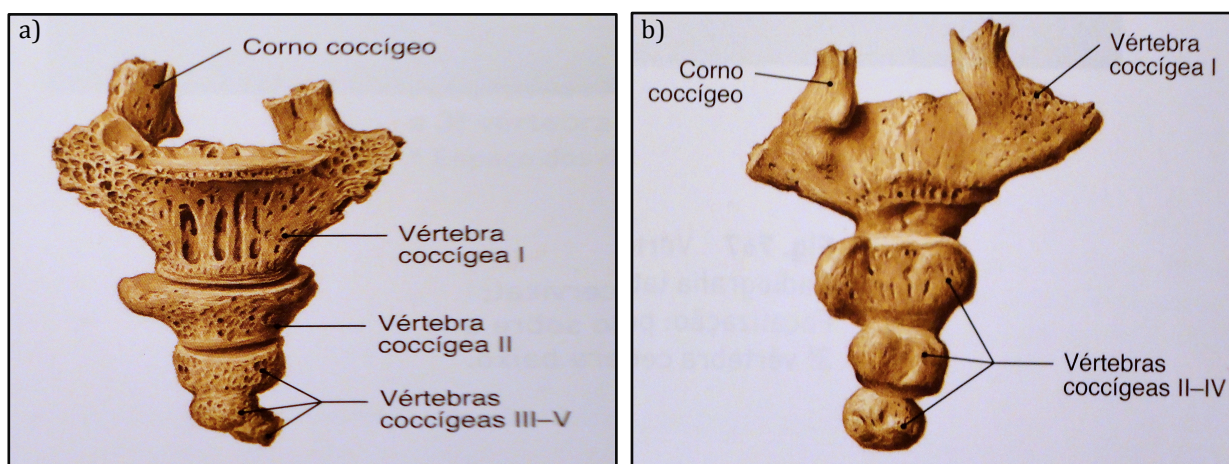 a)
Corno coccígeo
Vértebra
coccígea I
Vértebra
coccígea II
Vértebras
coccígeas III–V
b)
Vértebra
coccígea I
Corno
coccígeo
Vértebras
coccígeas II–IV